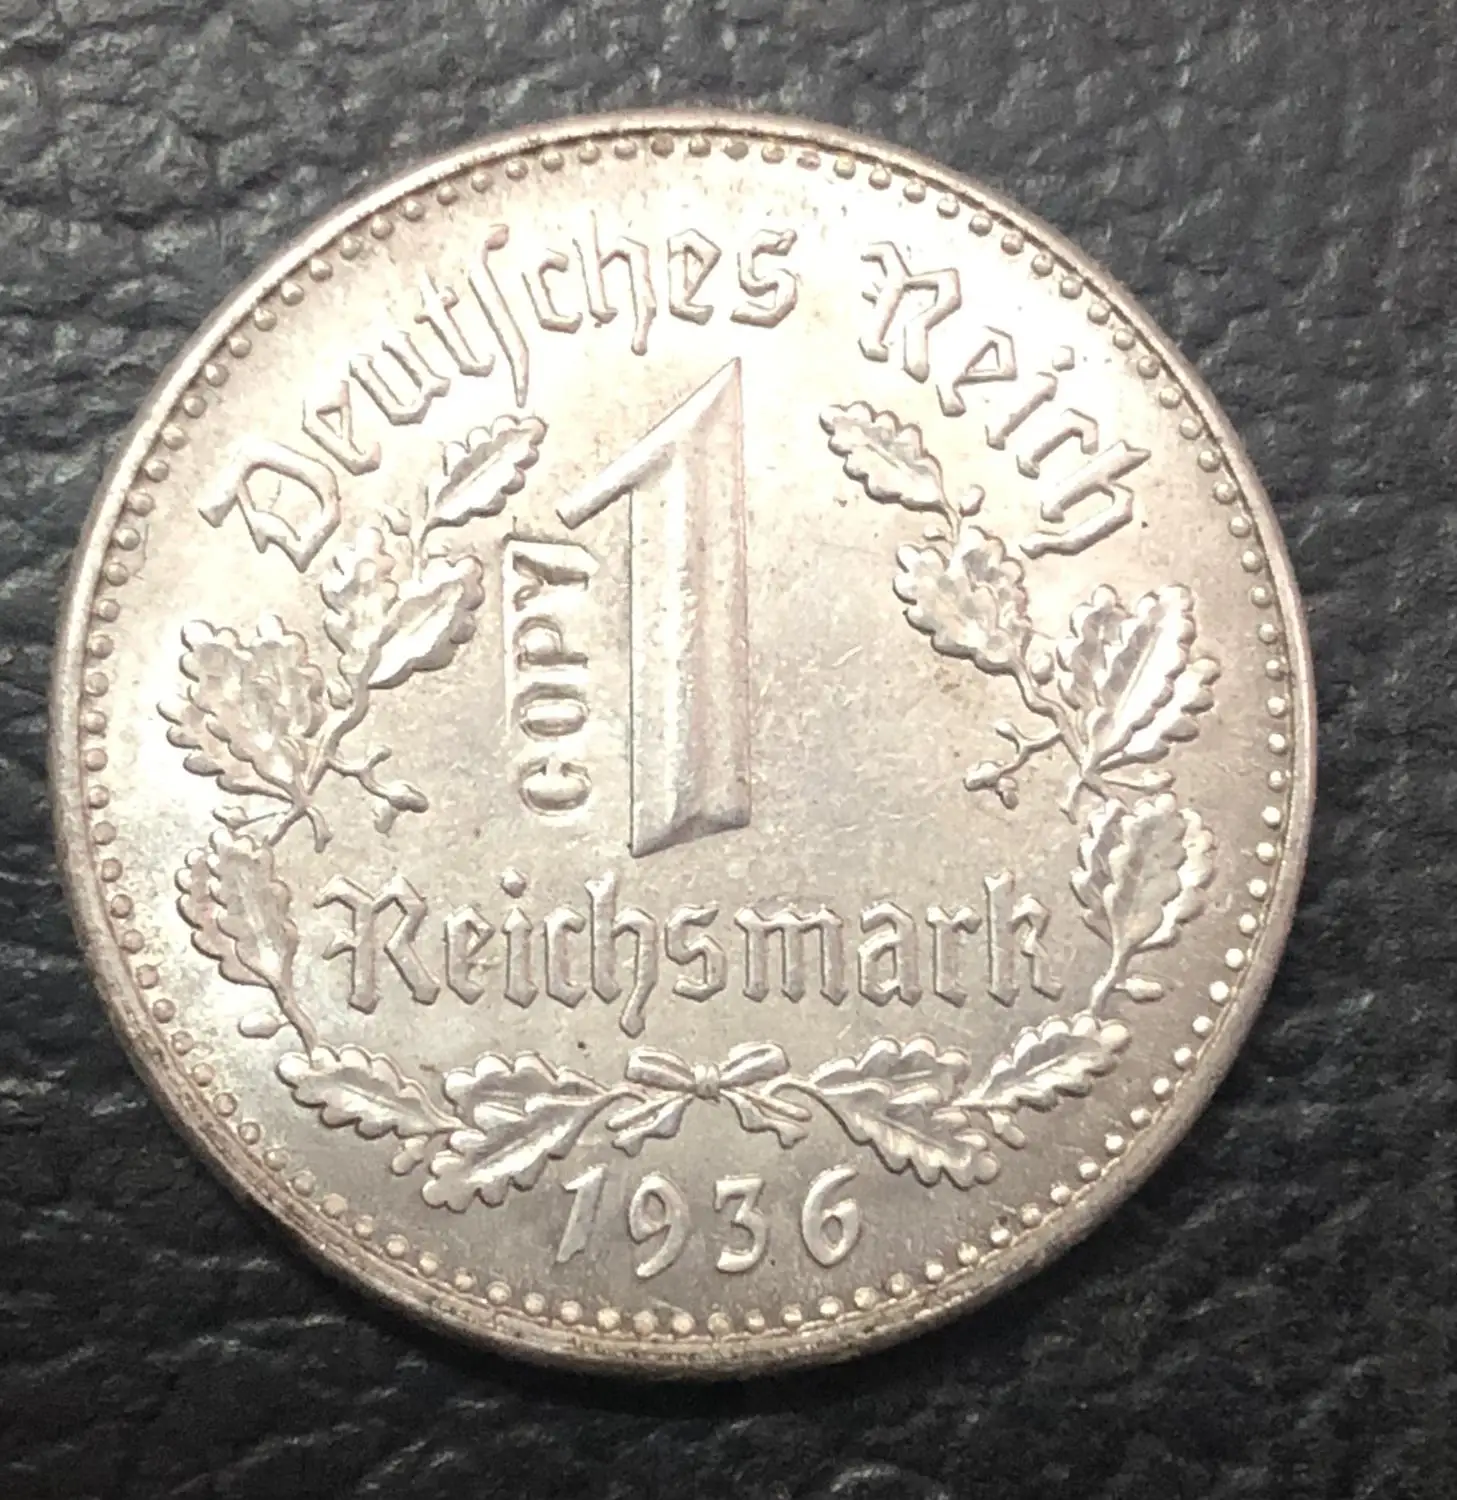 Deutſches Reich
1
COPY
Reichsmark
1936